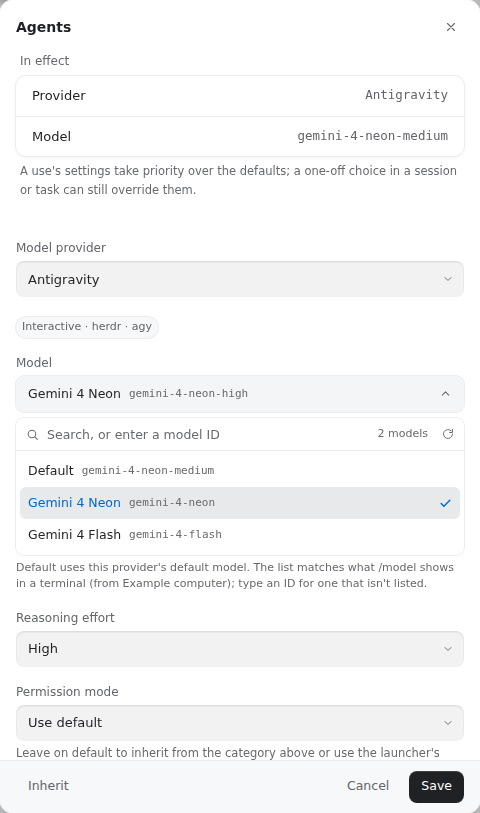 Agents
In effect
Provider Antigravity
Model gemini-4-neon-medium
A use's settings take priority over the defaults; a one-off choice in a session
or task can still override them.
Model provider
Antigravity
Interactive · herdr · agy
Model
Gemini 4 Neon gemini-4-neon-high
Search, or enter a model ID 2 models
Default gemini-4-neon-medium
Gemini 4 Neon gemini-4-neon
Gemini 4 Flash gemini-4-flash
Default uses this provider's default model. The list matches what /model shows
in a terminal (from Example computer); type an ID for one that isn't listed.
Reasoning effort
High
Permission mode
Use default
Leave on default to inherit from the category above or use the launcher's
Inherit Cancel Save